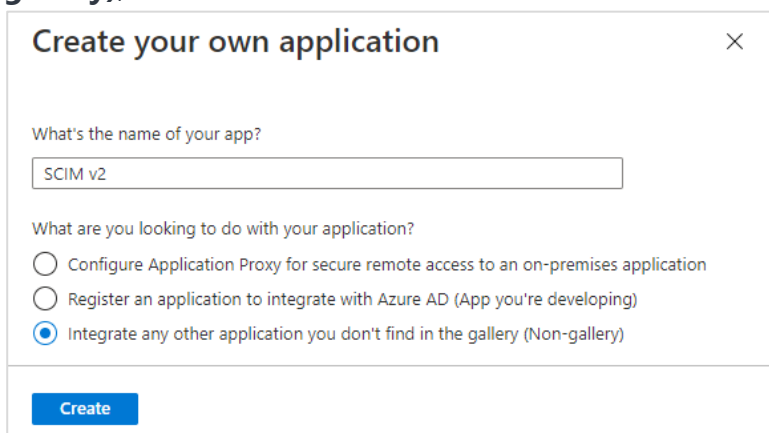 Create your own application
What's the name of your app?
SCIM v2
What are you looking to do with your application?
Configure Application Proxy for secure remote access to an on-premises application
Register an application to integrate with Azure AD (App you're developing)
Integrate any other application you don't find in the gallery (Non-gallery)
Create